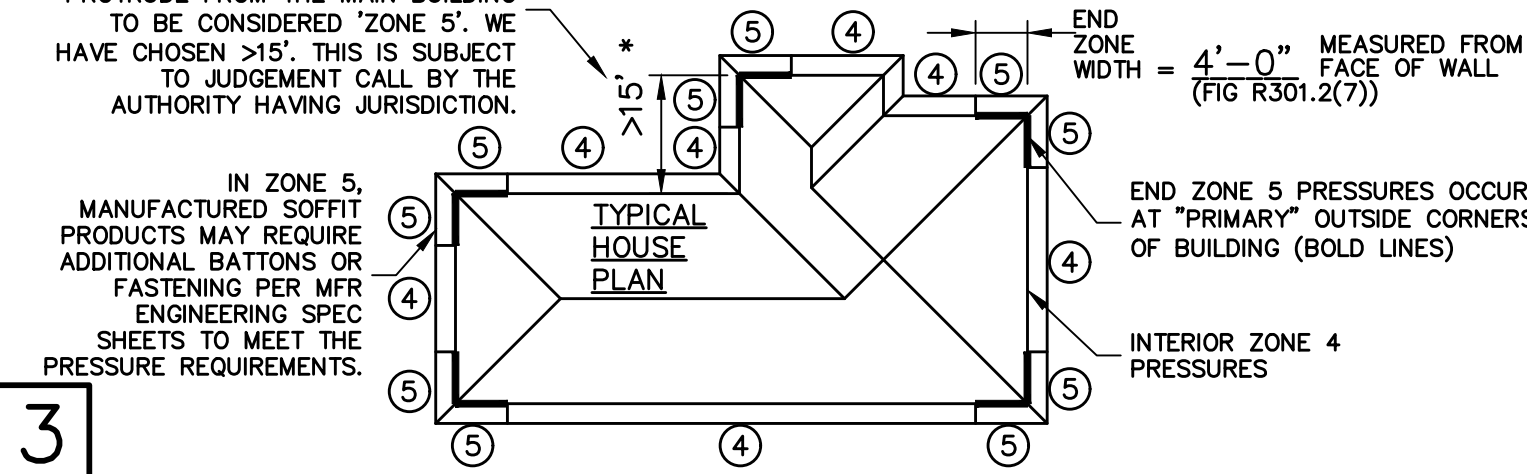 PROTRUDE FROM THE MAIN BUILDING
TO BE CONSIDERED 'ZONE 5'. WE
HAVE CHOSEN >15'. THIS IS SUBJECT
TO JUDGEMENT CALL BY THE
AUTHORITY HAVING JURISDICTION.
>15' *
5
4
5
4
4
5
END
ZONE
WIDTH = 4'-0" MEASURED FROM
FACE OF WALL
(FIG R301.2(7))
5
4
5
IN ZONE 5,
MANUFACTURED SOFFIT
PRODUCTS MAY REQUIRE
ADDITIONAL BATTONS OR
FASTENING PER MFR
ENGINEERING SPEC
SHEETS TO MEET THE
PRESSURE REQUIREMENTS.
5
4
5
TYPICAL
HOUSE
PLAN
END ZONE 5 PRESSURES OCCUR
AT "PRIMARY" OUTSIDE CORNERS
OF BUILDING (BOLD LINES)
4
INTERIOR ZONE 4
PRESSURES
5
5
4
5
3